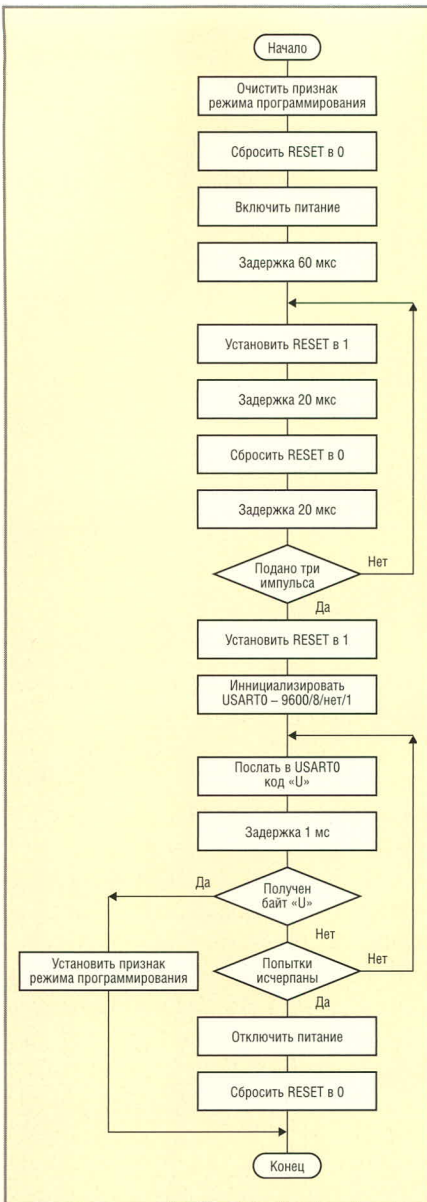 Начало
Очистить признак
режима программирования
Сбросить RESET в 0
Включить питание
Задержка 60 мкс
Установить RESET в 1
Задержка 20 мкс
Сбросить RESET в 0
Задержка 20 мкс
Подано три
импульса
Нет
Да
Установить RESET в 1
Иннициализировать
USART0 – 9600/8/нет/1
Послать в USART0
код «U»
Задержка 1 мс
Да
Получен
байт «U»
Нет
Установить признак
режима программирования
Попытки
исчерпаны
Нет
Да
Отключить питание
Сбросить RESET в 0
Конец